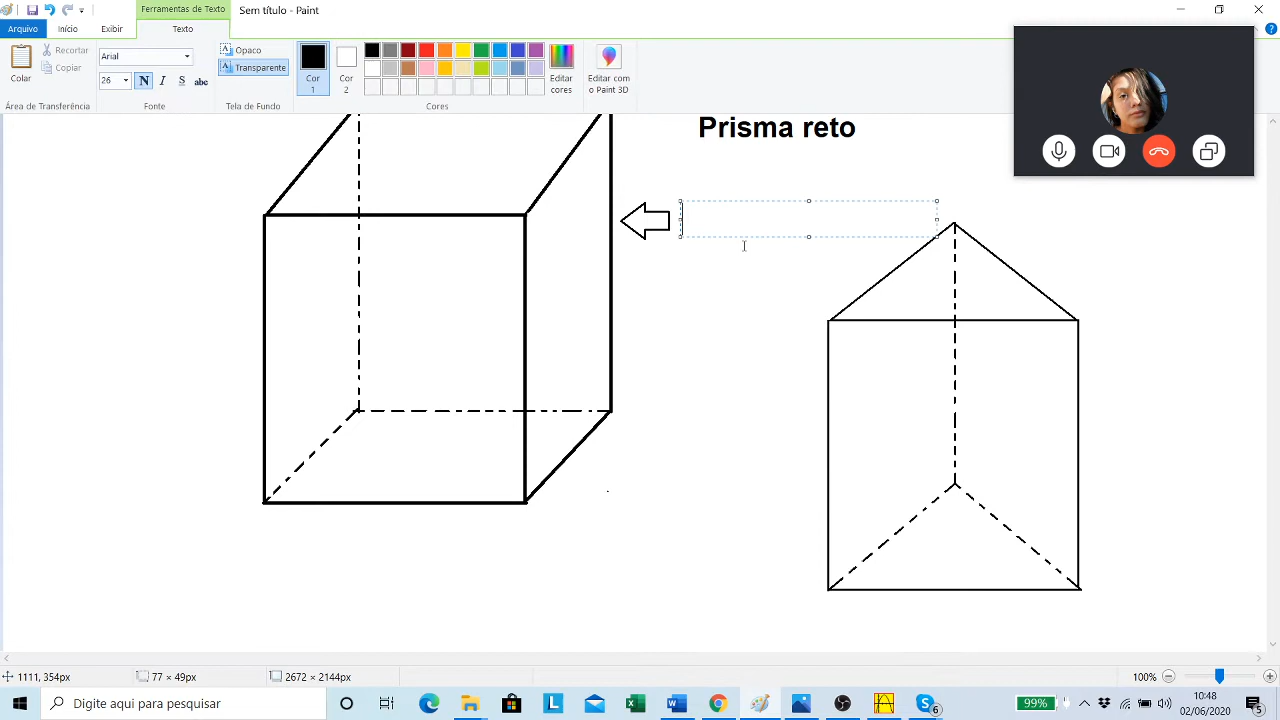 Sem título - Paint
Ferramentas de Texto
Arquivo
Início
Exibir
Texto
Colar
Recortar
Copiar
Área de Transferência
Arial
26
N
I
S
abc
Fonte
Opaco
Transparente
Tela de Fundo
Cor
1
Cor
2
Editar
cores
Cores
Editar com
o Paint 3D
Prisma reto
1111, 354px
77 × 49px
2672 × 2144px
100%
Digite aqui para pesquisar
99%
6
10:48
02/06/2020
5